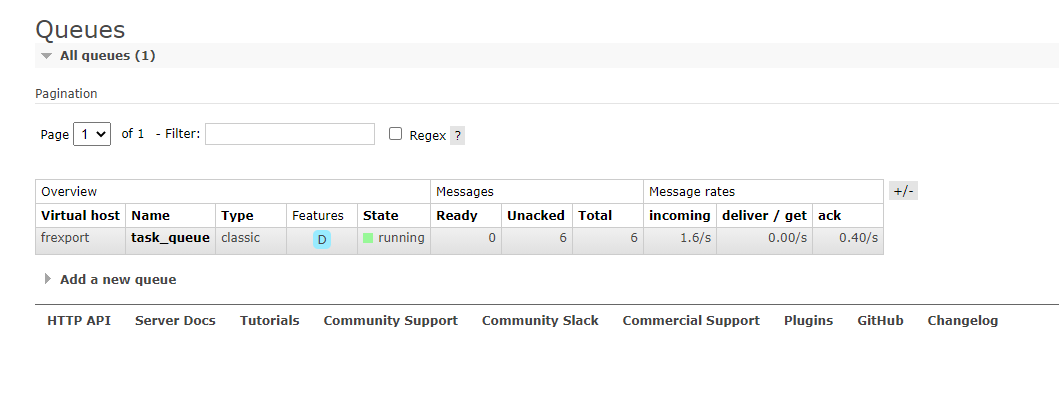 Queues
All queues (1)
Pagination
Page 1 of 1 - Filter: Regex ?
Overview Messages Message rates +/-
Virtual host Name Type Features State Ready Unacked Total incoming deliver / get ack
frexport task_queue classic D running 0 6 6 1.6/s 0.00/s 0.40/s
Add a new queue
HTTP API Server Docs Tutorials Community Support Community Slack Commercial Support Plugins GitHub Changelog